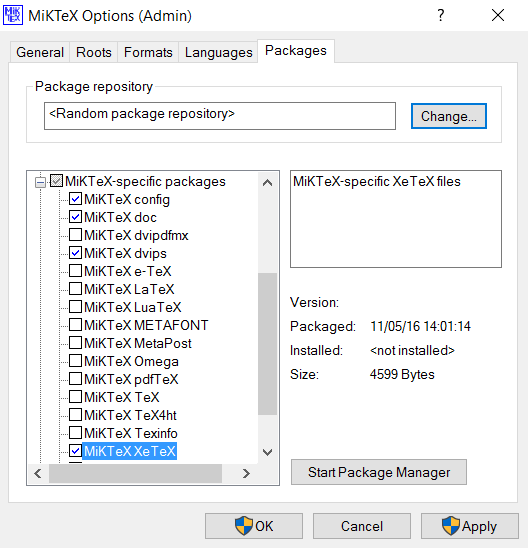 MiKTeX Options (Admin)
General Roots Formats Languages Packages
Package repository
<Random package repository>
Change...
MiKTeX-specific packages
MiKTeX config
MiKTeX doc
MiKTeX dvipdfmx
MiKTeX dvips
MiKTeX e-TeX
MiKTeX LaTeX
MiKTeX LuaTeX
MiKTeX METAFONT
MiKTeX MetaPost
MiKTeX Omega
MiKTeX pdfTeX
MiKTeX TeX
MiKTeX TeX4ht
MiKTeX Texinfo
MiKTeX XeTeX
MiKTeX-specific XeTeX files
Version:
Packaged: 11/05/16 14:01:14
Installed: <not installed>
Size: 4599 Bytes
Start Package Manager
OK Cancel Apply